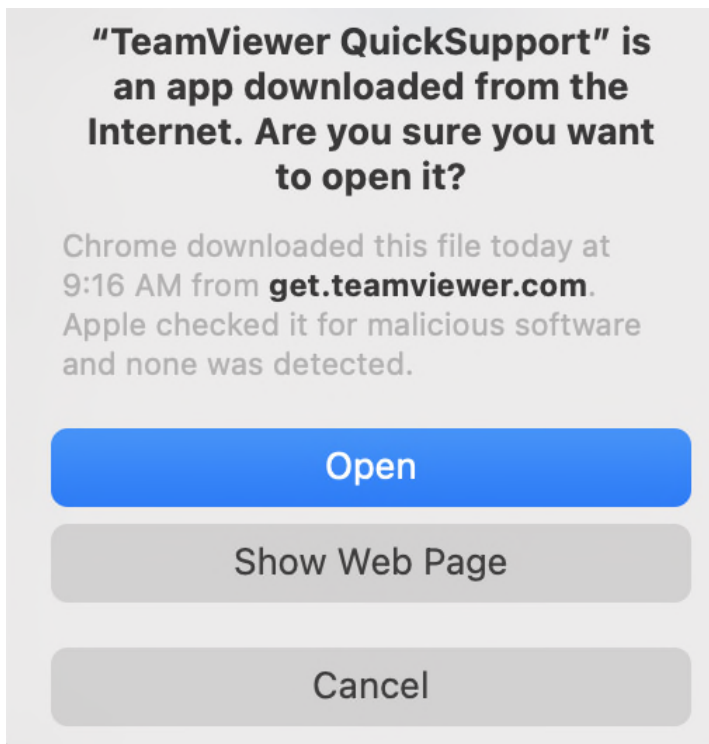 “TeamViewer QuickSupport” is
an app downloaded from the
Internet. Are you sure you want
to open it?
Chrome downloaded this file today at
9:16 AM from get.teamviewer.com.
Apple checked it for malicious software
and none was detected.
Open
Show Web Page
Cancel